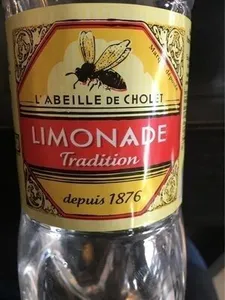 L'ABEILLE DE CHOLET
LIMONADE
Tradition
depuis 1876